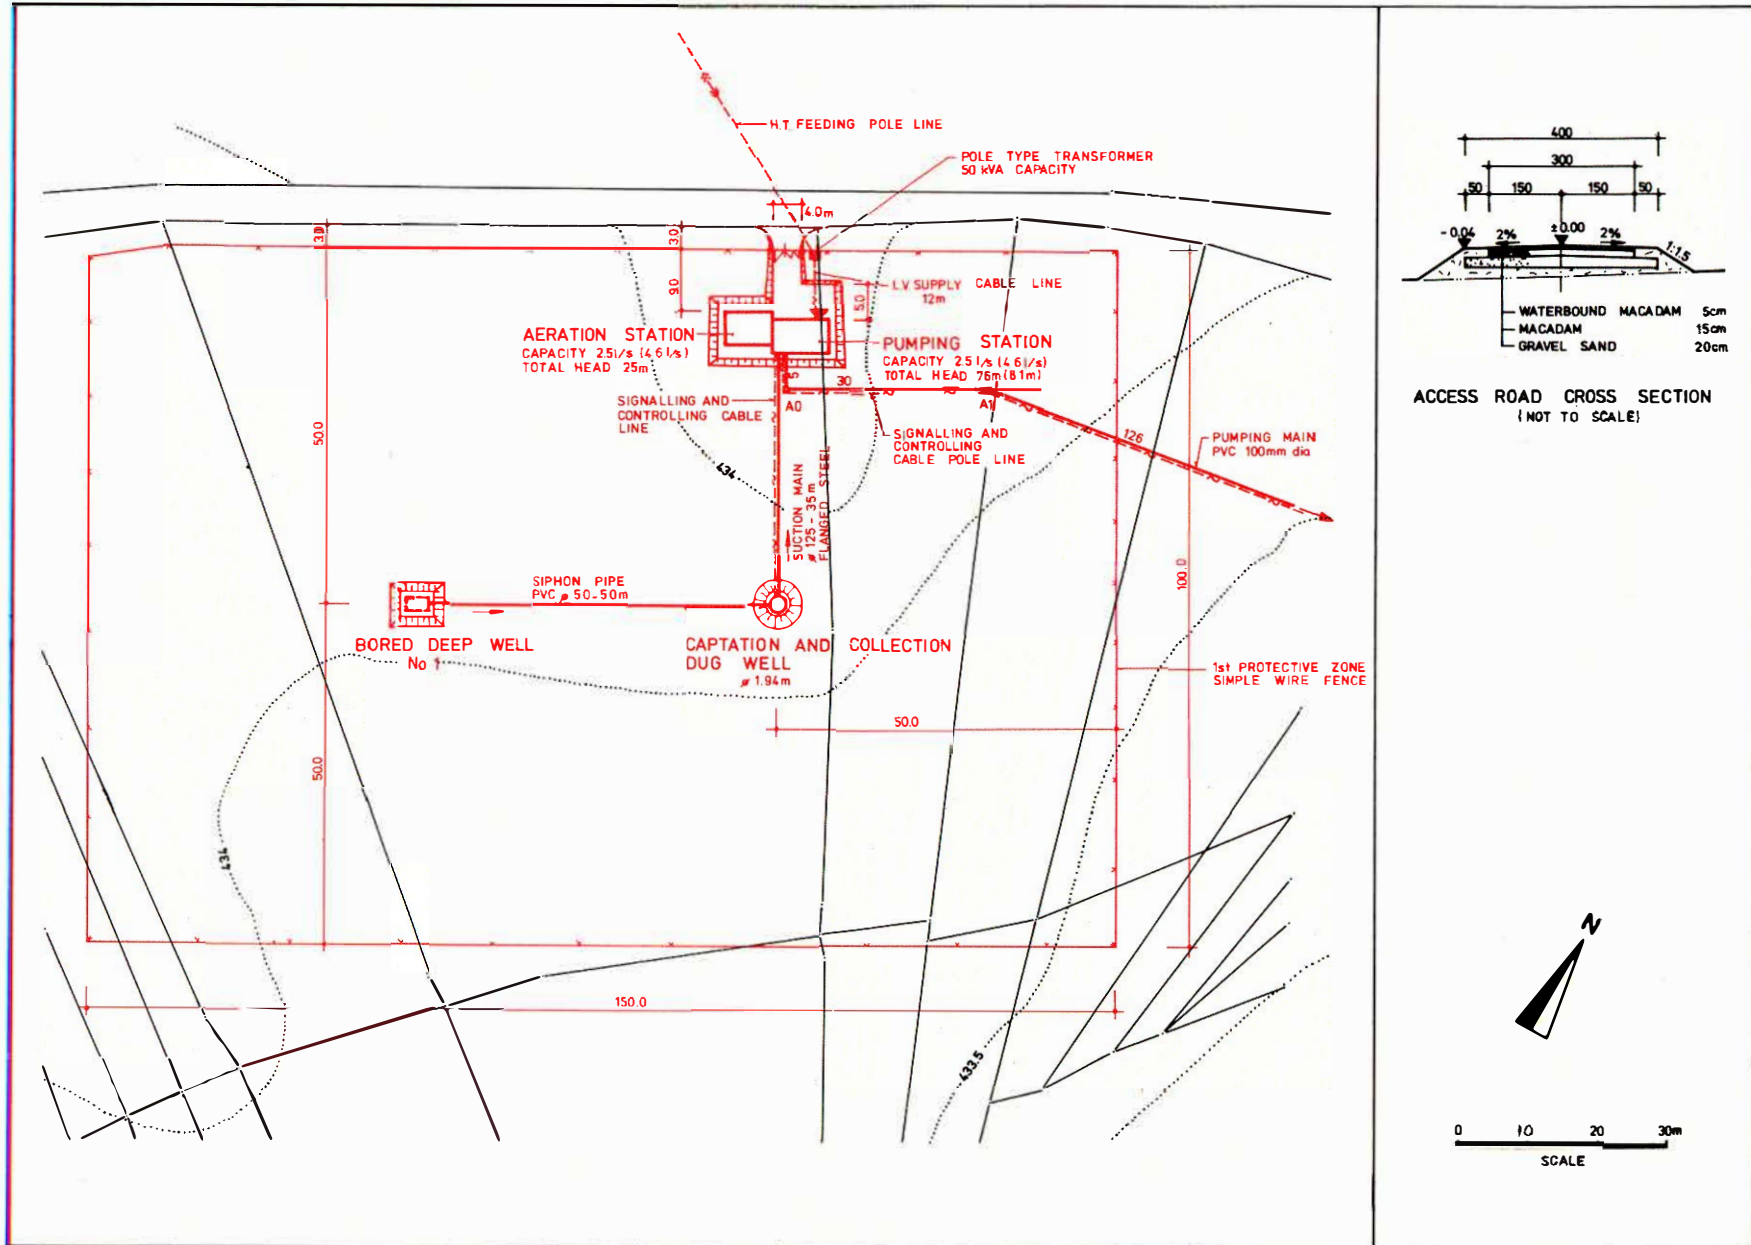 H.T. FEEDING POLE LINE
POLE TYPE TRANSFORMER
50 kVA CAPACITY
4.0m
3.0
3.0
9.0
L.V SUPPLY CABLE LINE
12m
5.0
AERATION STATION
CAPACITY 2.5 l/s (4.6 l/s)
TOTAL HEAD 25m
PUMPING STATION
CAPACITY 2.5 l/s (4.6 l/s)
TOTAL HEAD 76m (81m)
5
30
A0
A1
SIGNALLING AND
CONTROLLING CABLE
LINE
SIGNALLING AND
CONTROLLING
CABLE POLE LINE
126
PUMPING MAIN
PVC 100mm dia
50.0
434
SUCTION MAIN
ø 125 - 35m
FLANGED STEEL
100.0
SIPHON PIPE
PVC ø 50-50m
BORED DEEP WELL
No 1
CAPTATION AND COLLECTION
DUG WELL
ø 1.94m
1st PROTECTIVE ZONE
SIMPLE WIRE FENCE
50.0
50.0
434
150.0
433.5
400
300
50 150 150 50
- 0.04 2% ± 0.00 2% 1:1.5
WATERBOUND MACADAM 5cm
MACADAM 15cm
GRAVEL SAND 20cm
ACCESS ROAD CROSS SECTION
(NOT TO SCALE)
N
0 10 20 30m
SCALE